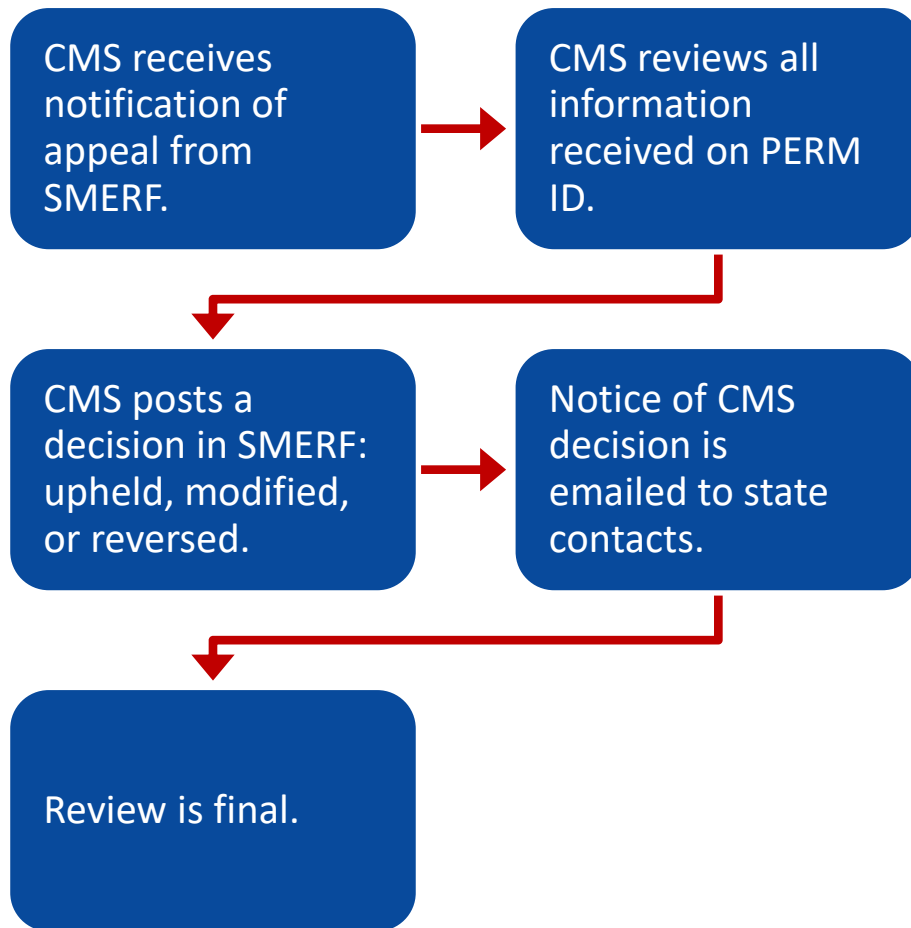 CMS receives
notification of
appeal from
SMERF.
CMS reviews all
information
received on PERM
ID.
CMS posts a
decision in SMERF:
upheld, modified,
or reversed.
Notice of CMS
decision is
emailed to state
contacts.
Review is final.